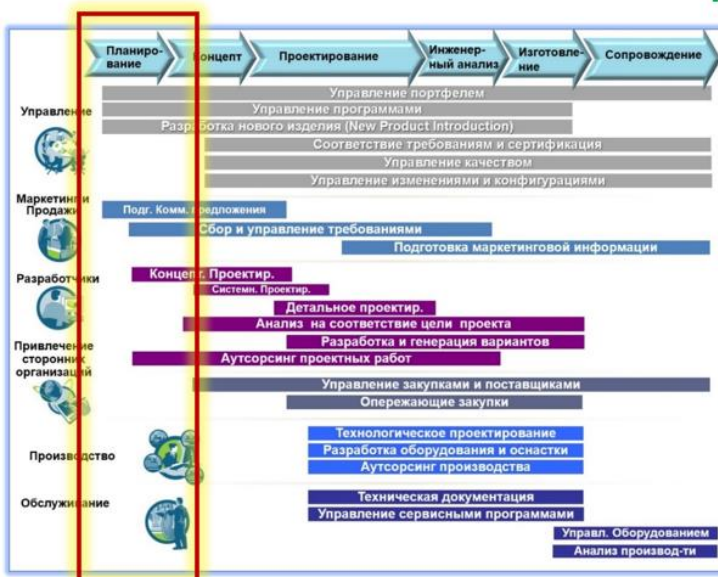 Планиро-
вание
Концепт
Проектирование
Инженер-
ный анализ
Изготовле-
ние
Сопровождение
Управление
Управление портфелем
Управление программами
Разработка нового изделия (New Product Introduction)
Соответствие требованиям и сертификация
Управление качеством
Управление изменениями и конфигурациями
Маркетинг и
Продажи
Подг. Комм. предложения
Сбор и управление требованиями
Подготовка маркетинговой информации
Разработчики
Концепт. Проектир.
Системн. Проектир.
Детальное проектир.
Анализ на соответствие цели проекта
Разработка и генерация вариантов
Привлечение
сторонних
организаций
Аутсорсинг проектных работ
Управление закупками и поставщиками
Опережающие закупки
Производство
Технологическое проектирование
Разработка оборудования и оснастки
Аутсорсинг производства
Обслуживание
Техническая документация
Управление сервисными программами
Управл. Оборудованием
Анализ производ-ти